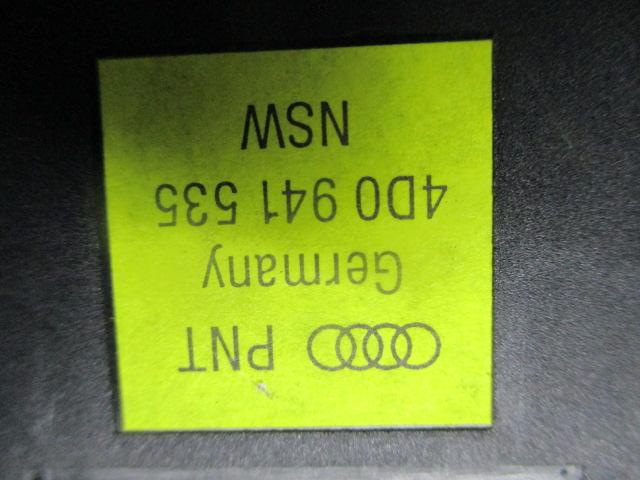 PNT
Germany
4D0 941 535
NSW